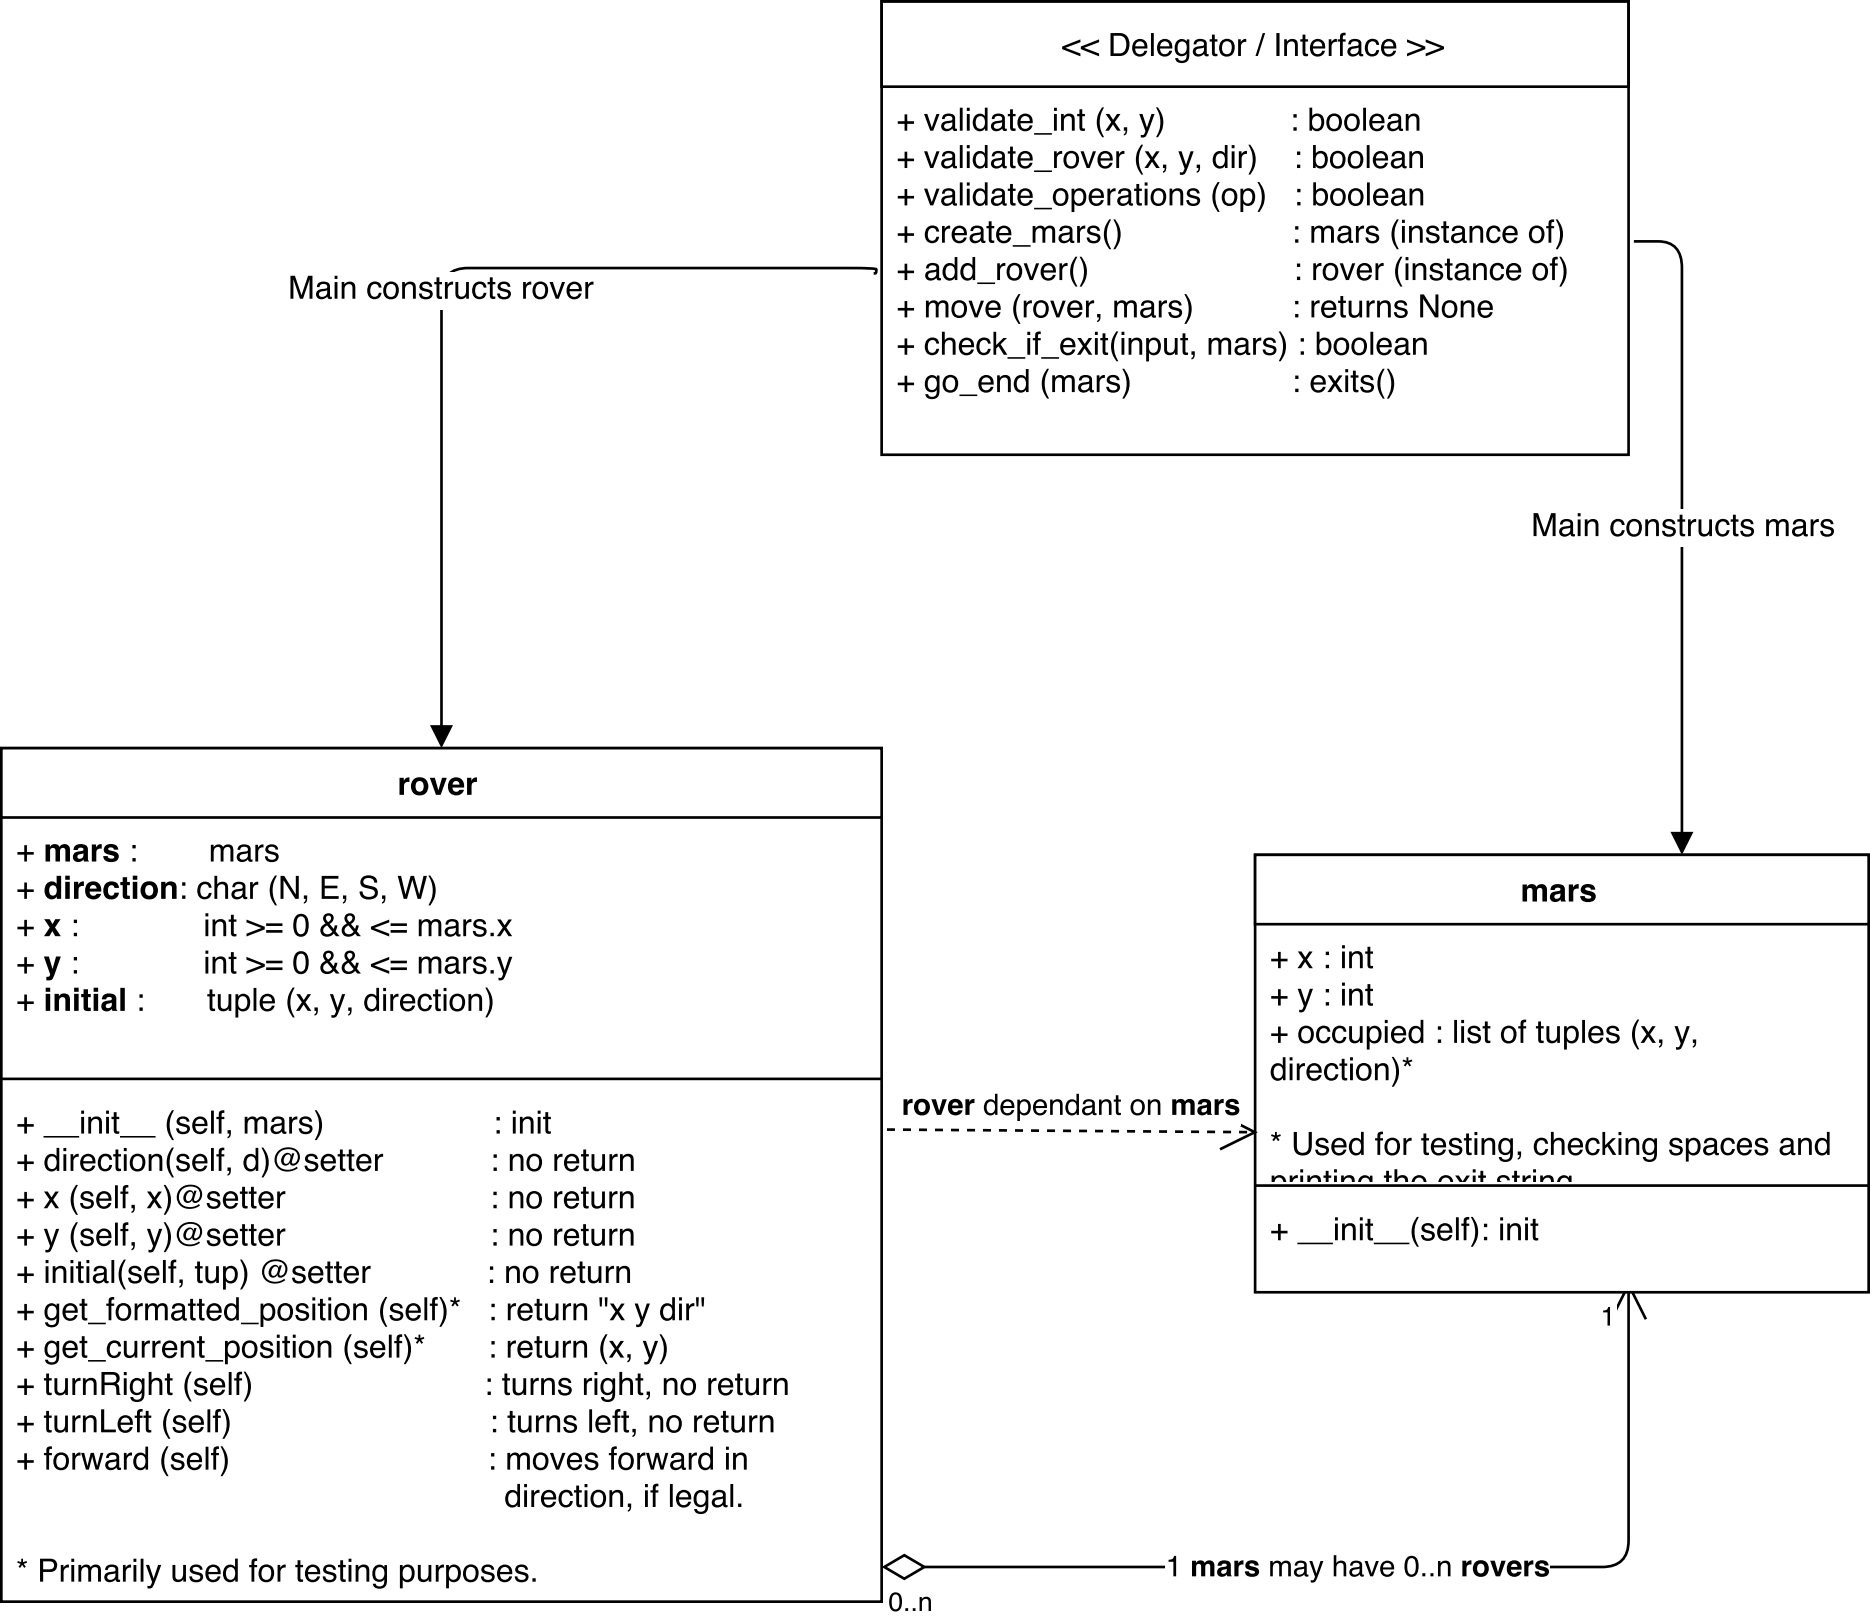 << Delegator / Interface >>
+ validate_int (x, y) : boolean
+ validate_rover (x, y, dir) : boolean
+ validate_operations (op) : boolean
+ create_mars() : mars (instance of)
+ add_rover() : rover (instance of)
+ move (rover, mars) : returns None
+ check_if_exit(input, mars) : boolean
+ go_end (mars) : exits()
Main constructs rover
Main constructs mars
rover
+ mars : mars
+ direction: char (N, E, S, W)
+ x : int >= 0 && <= mars.x
+ y : int >= 0 && <= mars.y
+ initial : tuple (x, y, direction)
+ __init__ (self, mars) : init
+ direction(self, d)@setter : no return
+ x (self, x)@setter : no return
+ y (self, y)@setter : no return
+ initial(self, tup) @setter : no return
+ get_formatted_position (self)* : return "x y dir"
+ get_current_position (self)* : return (x, y)
+ turnRight (self) : turns right, no return
+ turnLeft (self) : turns left, no return
+ forward (self) : moves forward in
direction, if legal.
* Primarily used for testing purposes.
rover dependant on mars
mars
+ x : int
+ y : int
+ occupied : list of tuples (x, y,
direction)*
* Used for testing, checking spaces and
printing the exit string
+ __init__(self): init
1
1 mars may have 0..n rovers
0..n